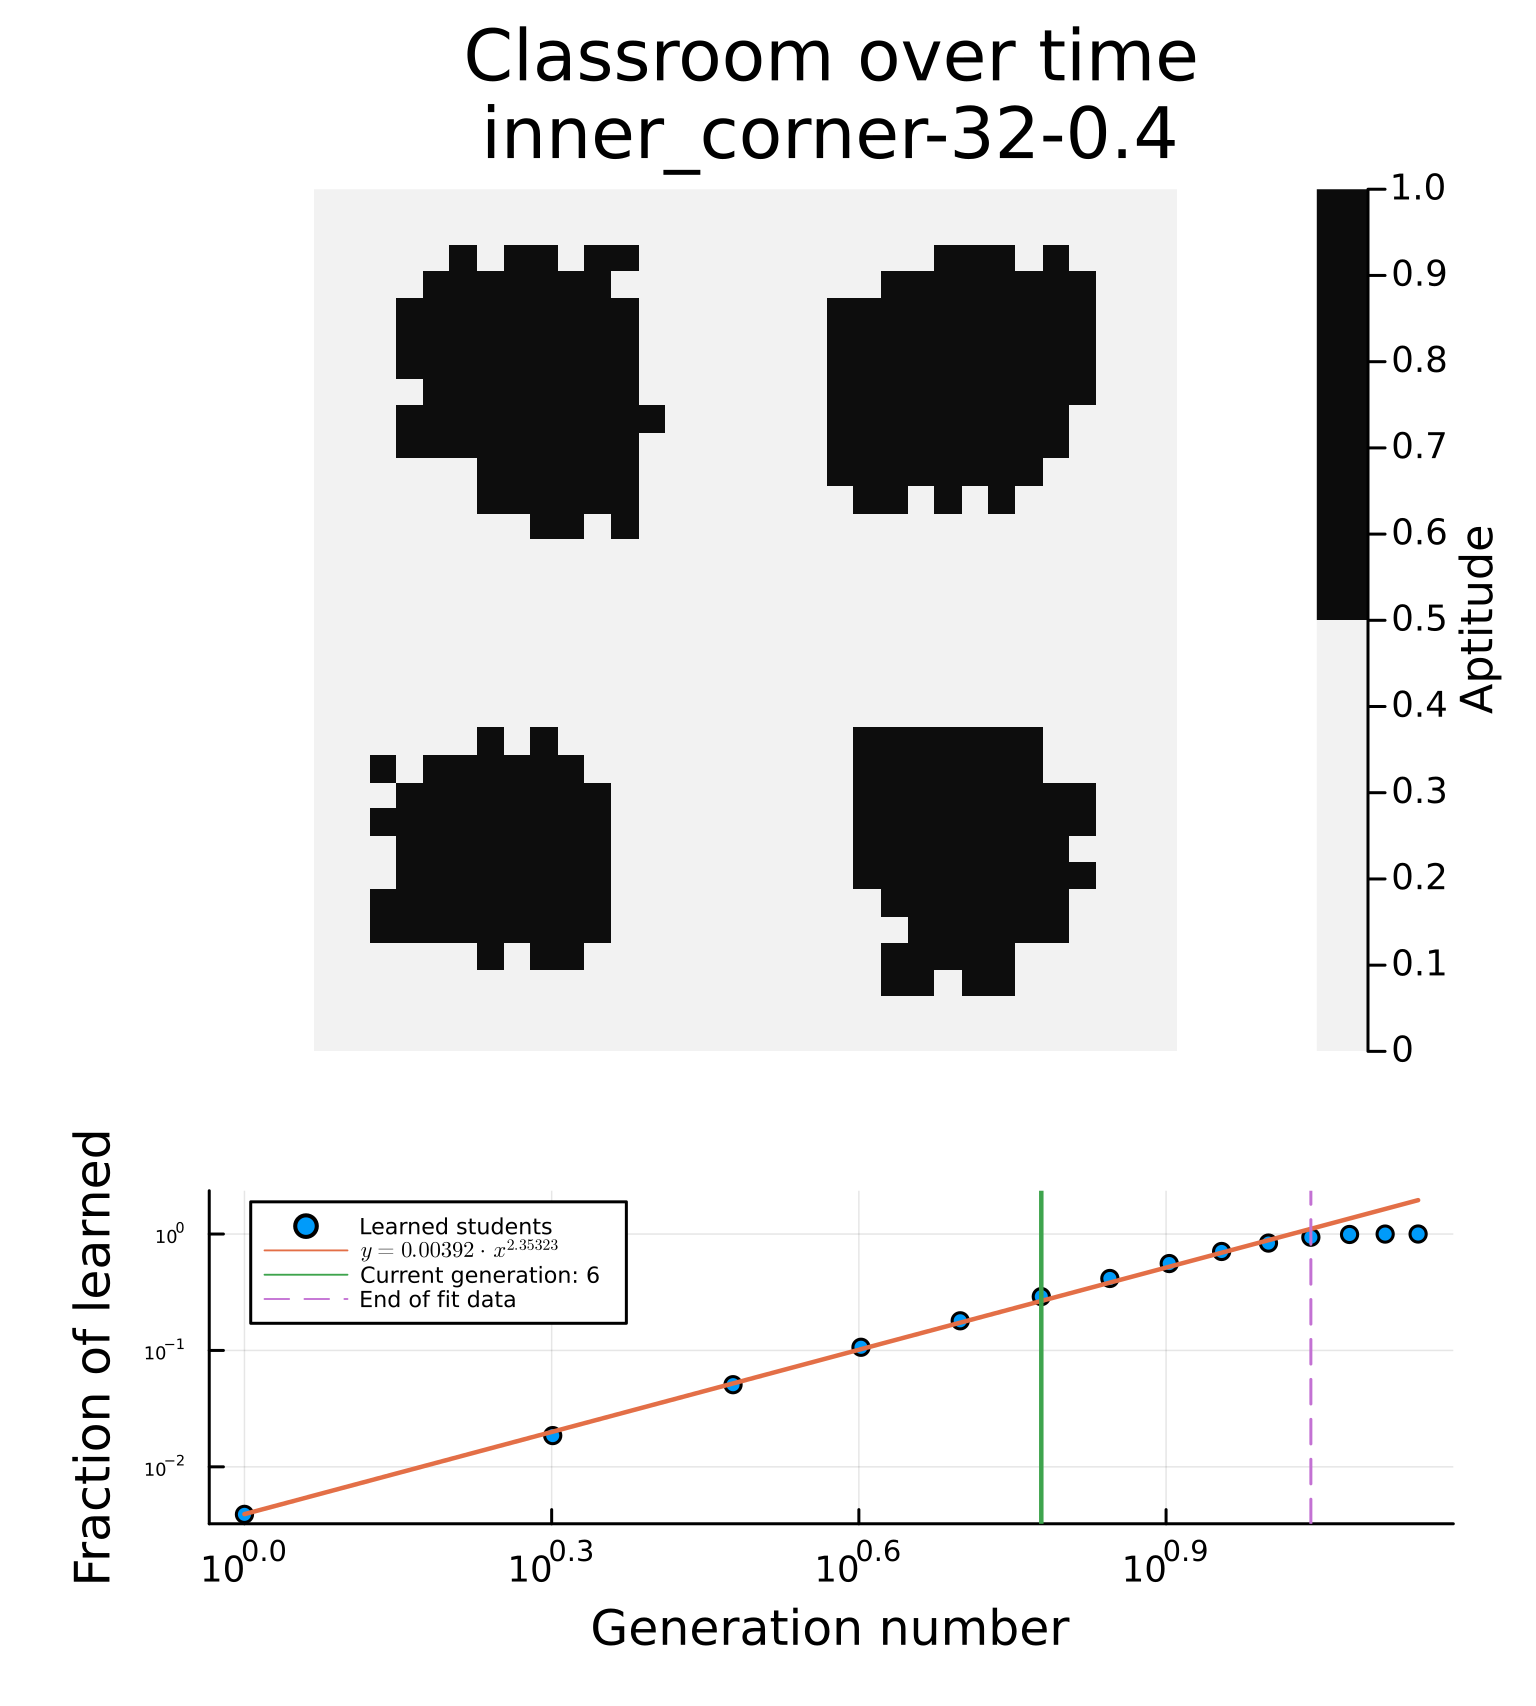 Classroom over time
inner_corner-32-0.4
1.0
0.9
0.8
0.7
0.6
0.5
0.4
0.3
0.2
0.1
0
Aptitude
Fraction of learned
10^0
10^−1
10^−2
Learned students
y = 0.00392 · x^2.35323
Current generation: 6
End of fit data
10^0.0
10^0.3
10^0.6
10^0.9
Generation number